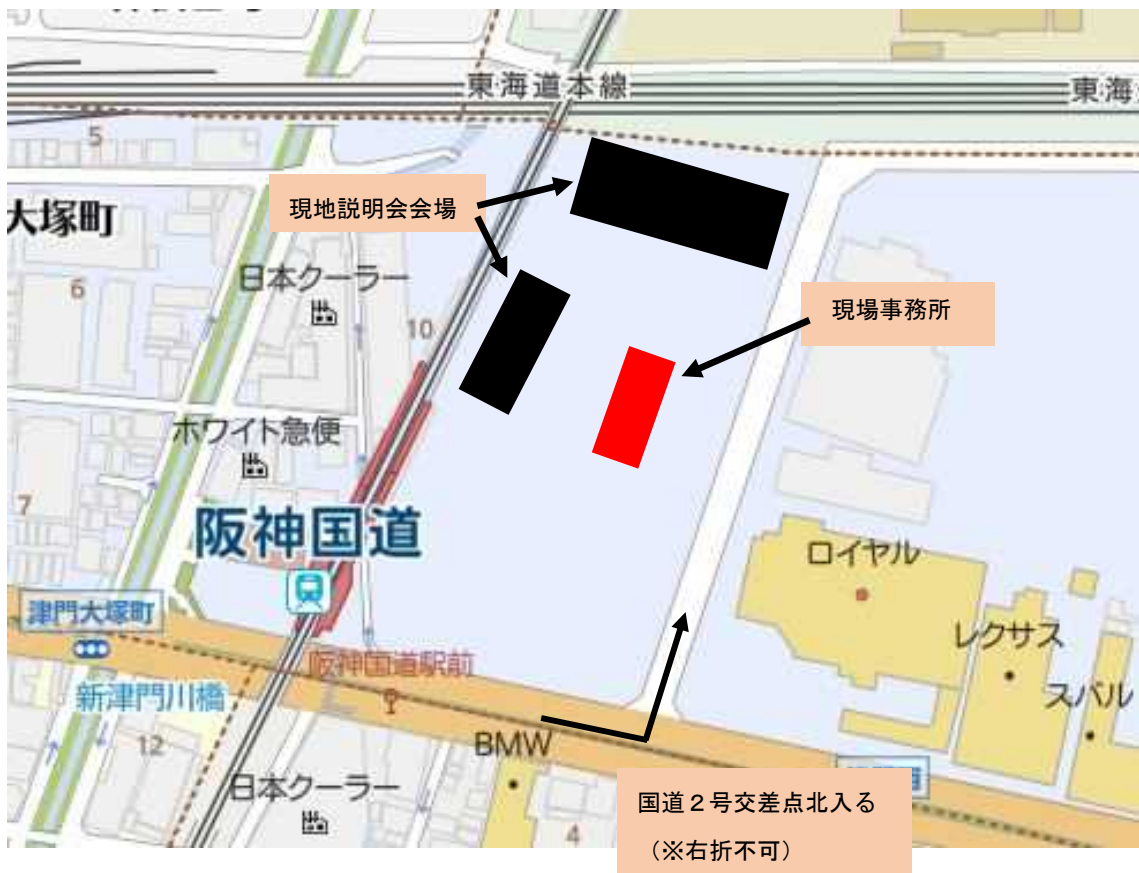 東海道本線
東海
5
現地説明会会場
大塚町
日本クーラー
6
10
現場事務所
ホワイト急便
7
阪神国道
ロイヤル
津門大塚町
レクサス
阪神国道駅前
スバル
新津門川橋
12
BMW
日本クーラー
4
国道２号交差点北入る
（※右折不可）